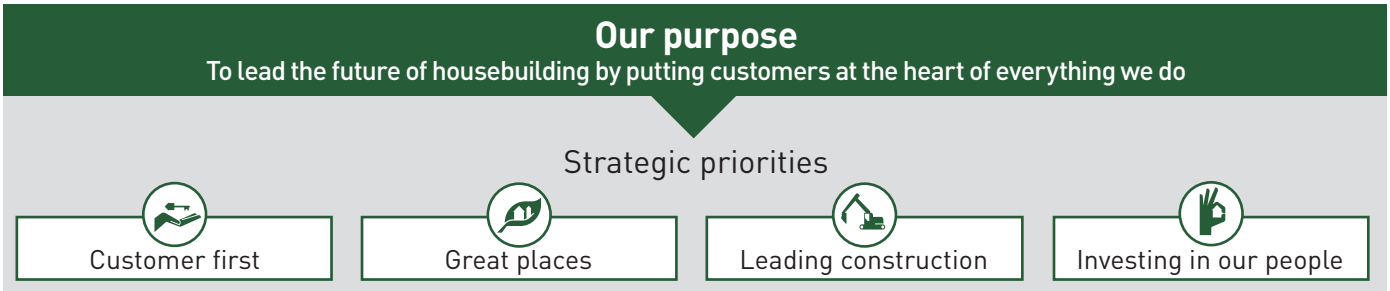 Our purpose
To lead the future of housebuilding by putting customers at the heart of everything we do
Strategic priorities
Customer first
Great places
Leading construction
Investing in our people